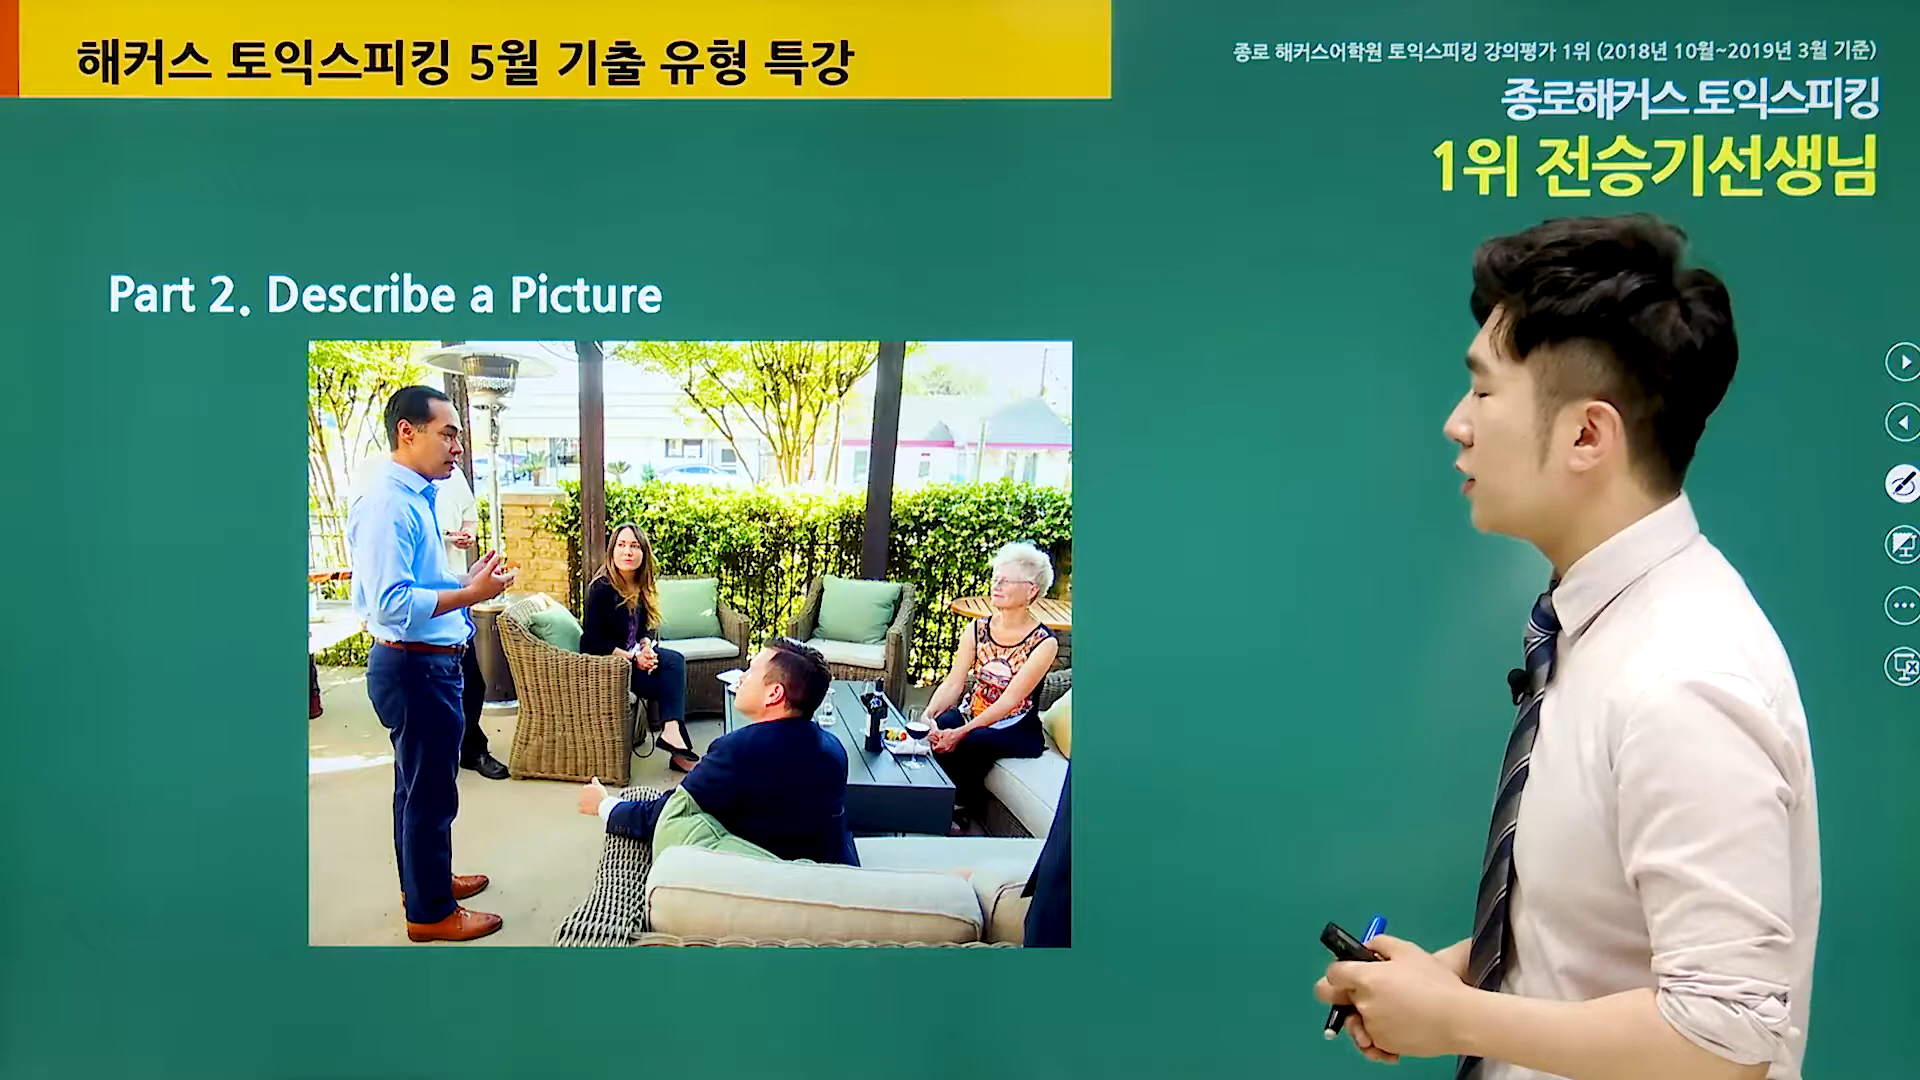 해커스 토익스피킹 5월 기출 유형 특강
종로 해커스어학원 토익스피킹 강의평가 1위 (2018년 10월~2019년 3월 기준)
종로해커스 토익스피킹
1위 전승기선생님
Part 2. Describe a Picture